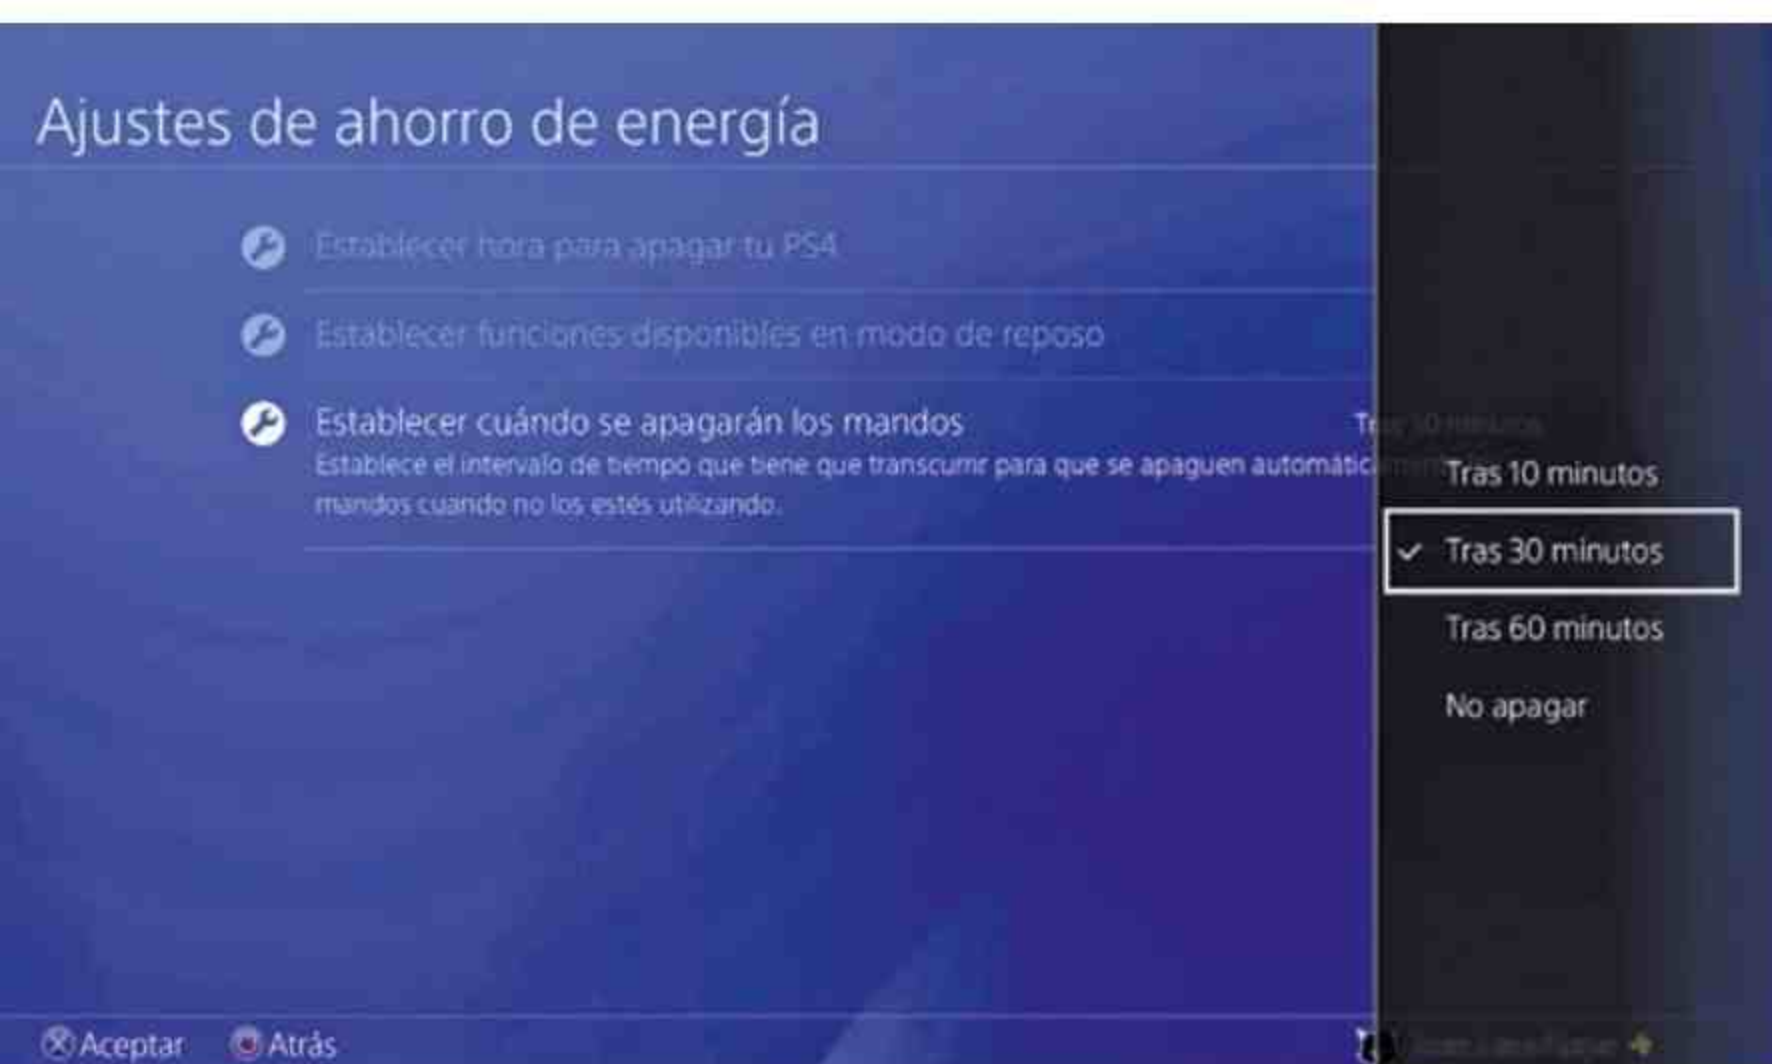 Ajustes de ahorro de energía
Establecer hora para apagar tu PS4
Establecer funciones disponibles en modo de reposo
Establecer cuándo se apagarán los mandos
Establece el intervalo de tiempo que tiene que transcurrir para que se apaguen
mandos cuando no los estés utilizando.
Tras 10 minutos
Tras 30 minutos
Tras 60 minutos
No apagar
Aceptar Atrás